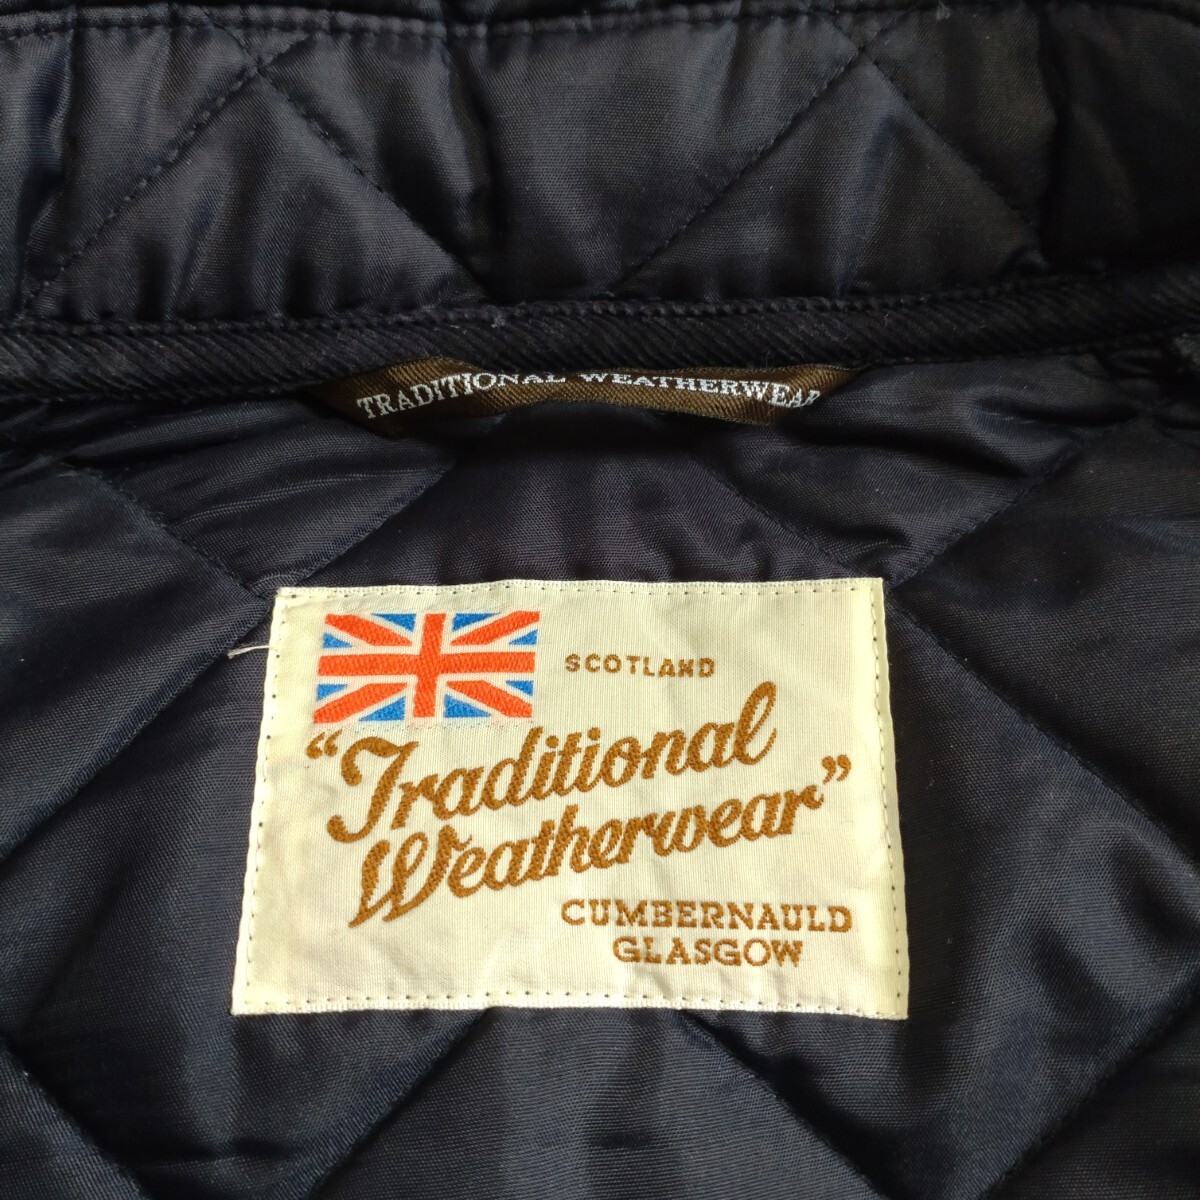 TRADITIONAL WEATHERWEAR
SCOTLAND
"Traditional
Weatherwear"
CUMBERNAULD
GLASGOW